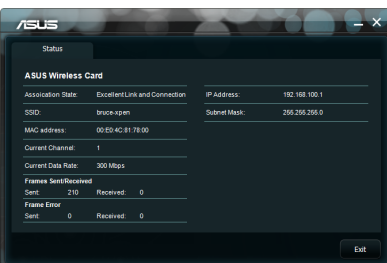 ASUS
Status
ASUS Wireless Card
Assoication State: Excellent Link and Connection
SSID: bruce-xpen
MAC address: 00:E0:4C:81:78:00
Current Channel: 1
Current Data Rate: 300 Mbps
Frames Sent/Received
Sent: 210 Received: 0
Frame Error
Sent: 0 Received: 0
IP Address: 192.168.100.1
Subnet Mask: 255.255.255.0
Exit